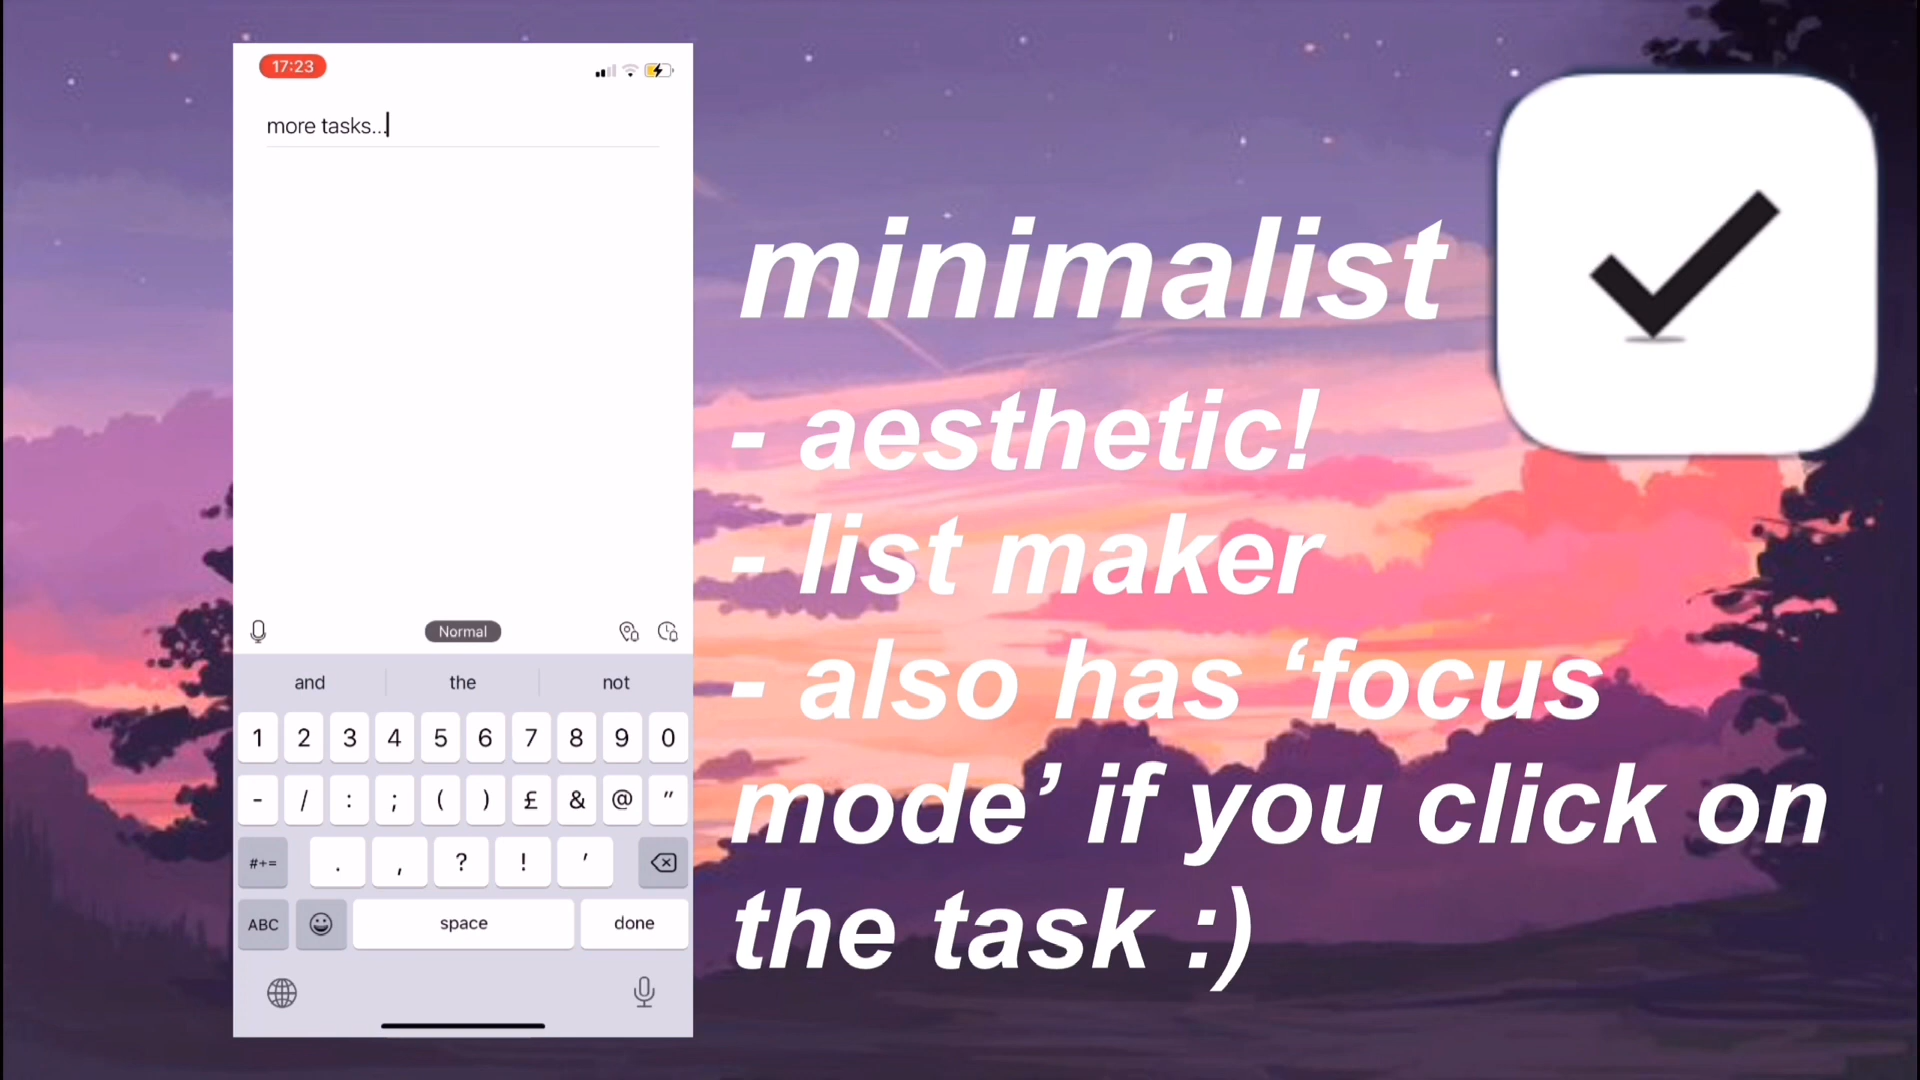 17:23
more tasks...
Normal
and the not
1 2 3 4 5 6 7 8 9 0
- / : ; ( ) £ & @ "
#+= . , ? ! '
ABC space done
minimalist
- aesthetic!
- list maker
- also has ‘focus
mode’ if you click on
the task :)